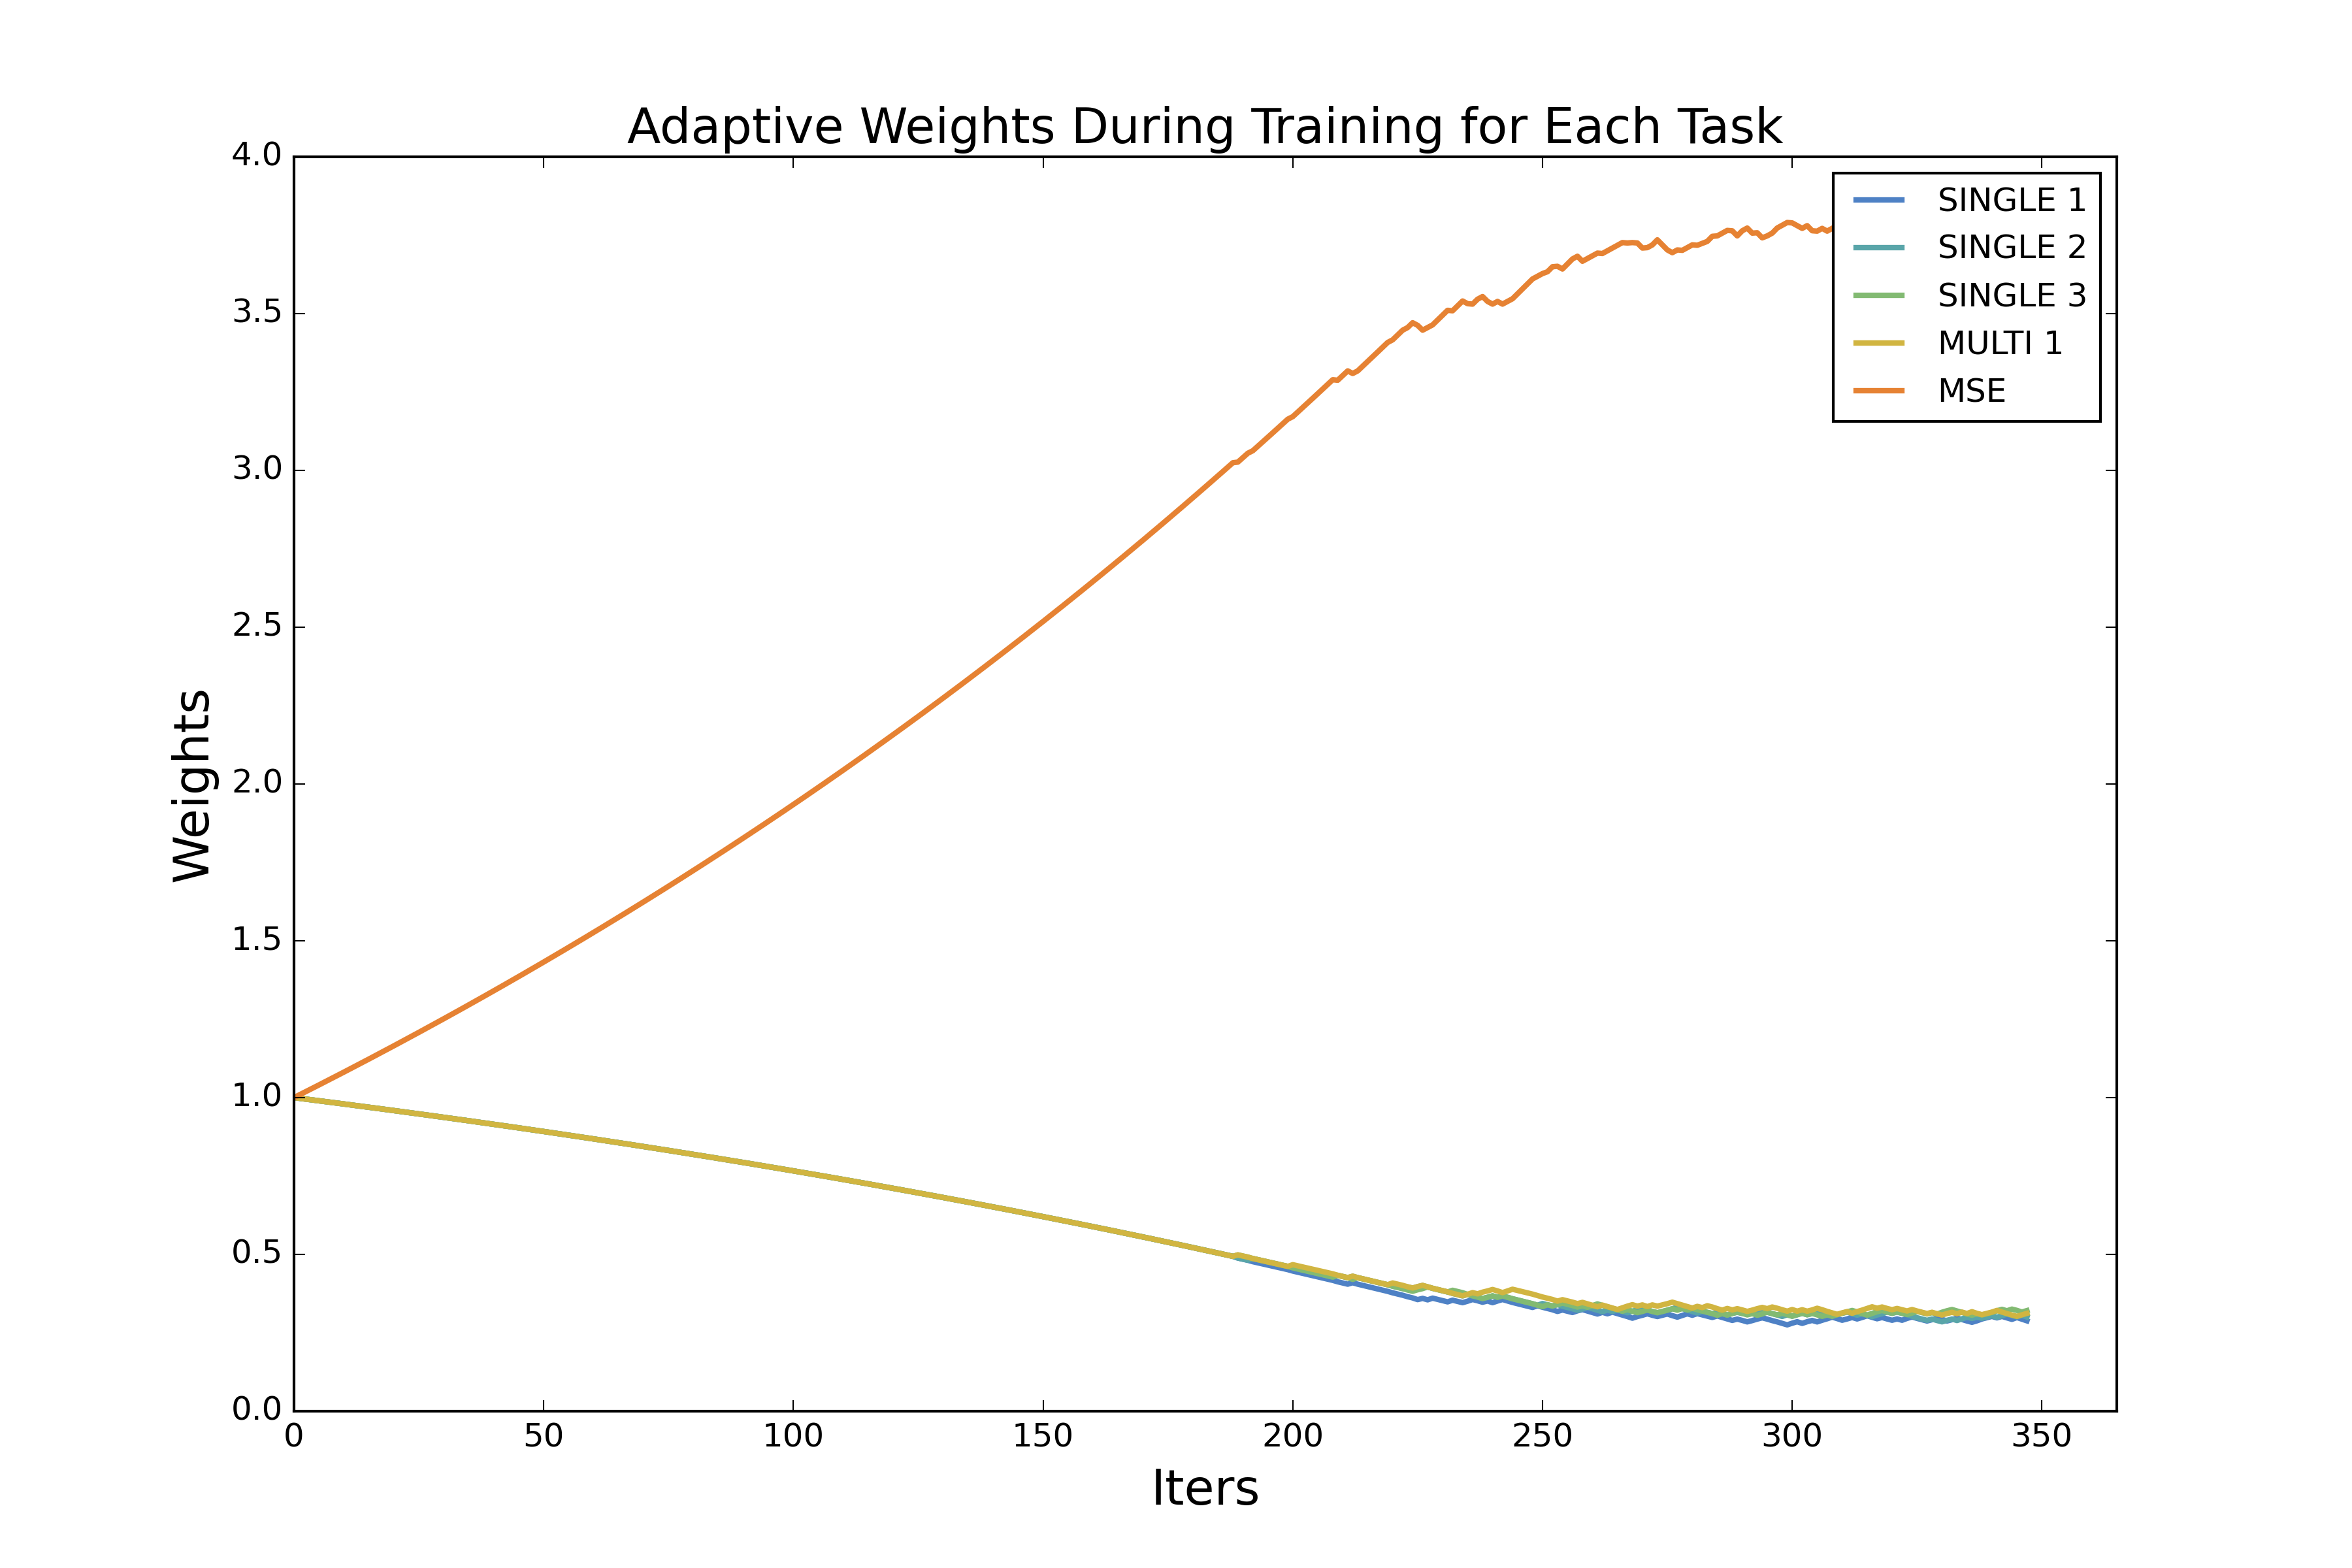 Adaptive Weights During Training for Each Task
4.0
3.5
3.0
2.5
2.0
1.5
1.0
0.5
0.0
Weights
0 50 100 150 200 250 300 350
Iters
SINGLE 1
SINGLE 2
SINGLE 3
MULTI 1
MSE